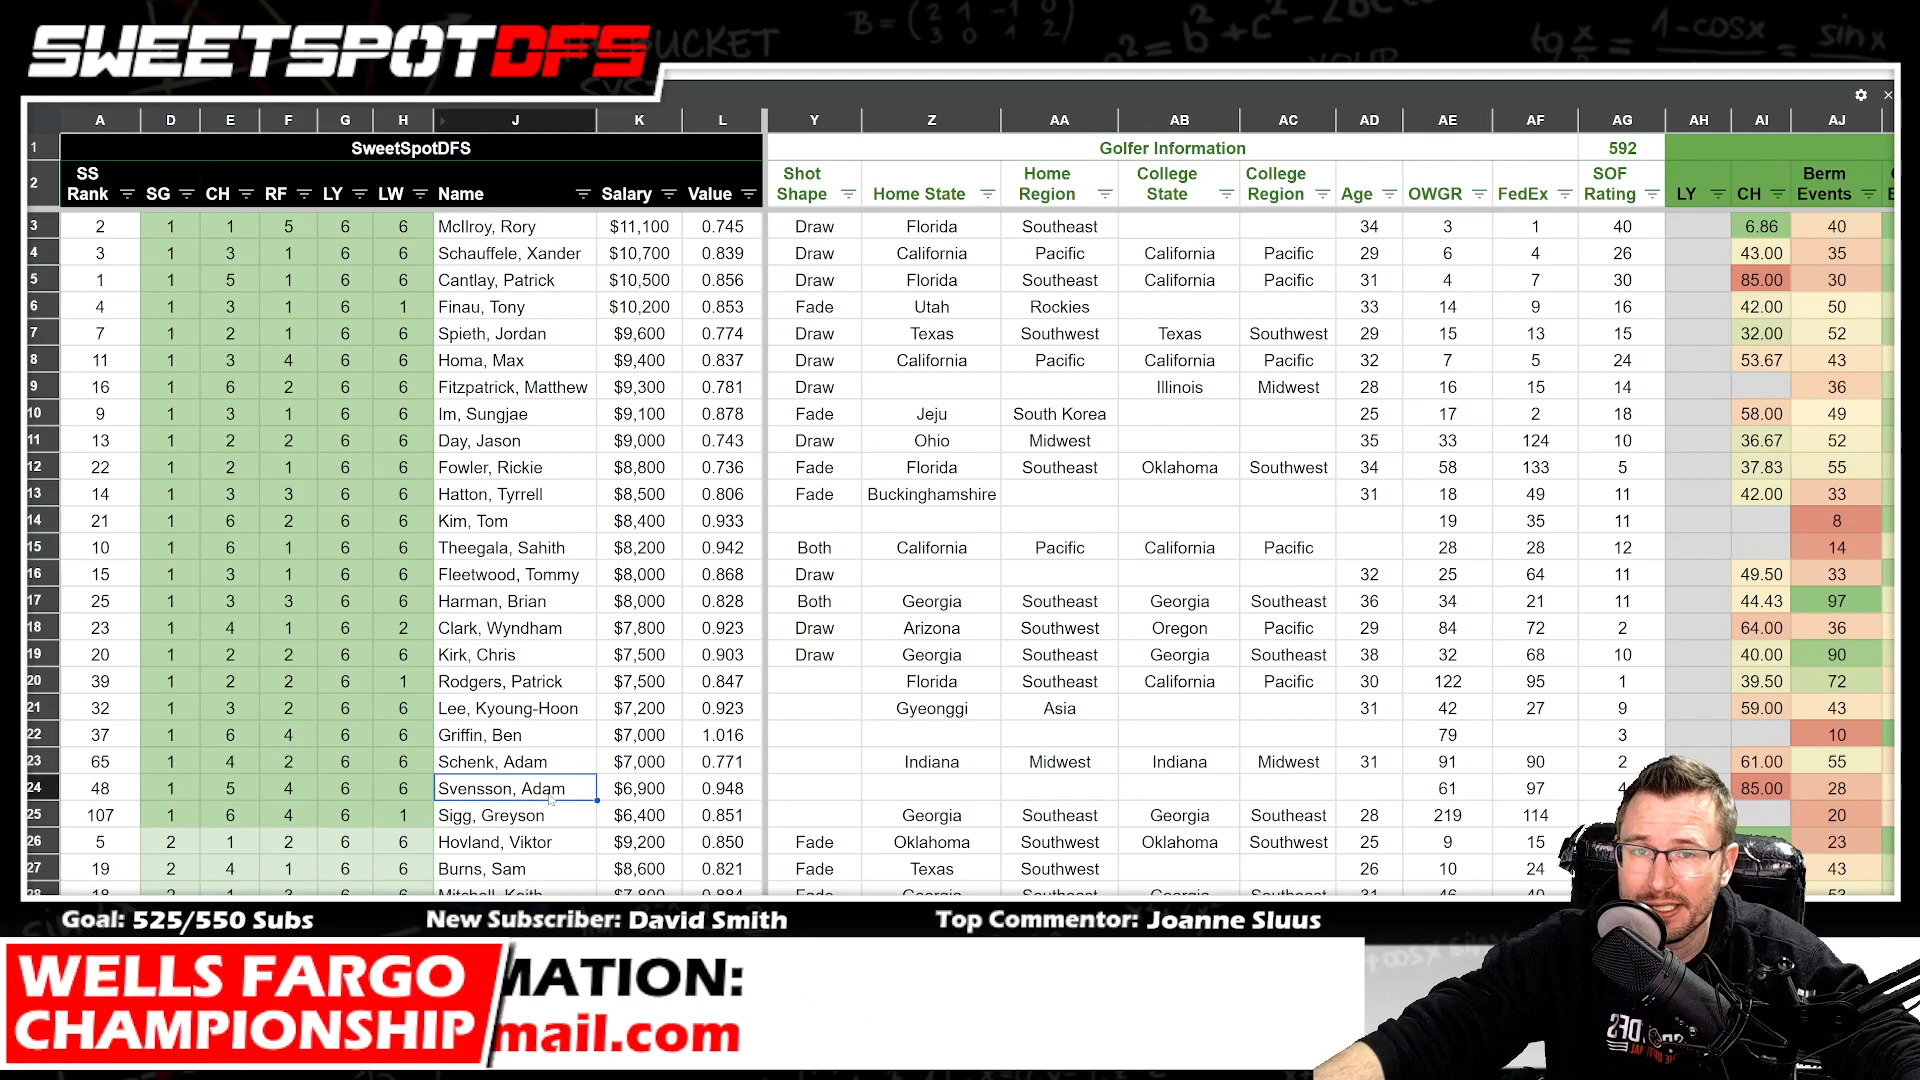 SWEETSPOTDFS
BUCKET
A D E F G H J K L Y Z AA AB AC AD AE AF AG AH AI AJ
1 SweetSpotDFS Golfer Information 592
2 SS Rank SG CH RF LY LW Name Salary Value Shot Shape Home State Home Region College State College Region Age OWGR FedEx SOF Rating LY CH Berm Events
3 2 1 1 5 6 6 McIlroy, Rory $11,100 0.745 Draw Florida Southeast 34 3 1 40 6.86 40
4 3 1 3 1 6 6 Schauffele, Xander $10,700 0.839 Draw California Pacific California Pacific 29 6 4 26 43.00 35
5 1 1 5 1 6 6 Cantlay, Patrick $10,500 0.856 Draw Florida Southeast California Pacific 31 4 7 30 85.00 30
6 4 1 3 1 6 1 Finau, Tony $10,200 0.853 Fade Utah Rockies 33 14 9 16 42.00 50
7 7 1 2 1 6 6 Spieth, Jordan $9,600 0.774 Draw Texas Southwest Texas Southwest 29 15 13 15 32.00 52
8 11 1 3 4 6 6 Homa, Max $9,400 0.837 Draw California Pacific California Pacific 32 7 5 24 53.67 43
9 16 1 6 2 6 6 Fitzpatrick, Matthew $9,300 0.781 Draw Illinois Midwest 28 16 15 14 36
10 9 1 3 1 6 6 Im, Sungjae $9,100 0.878 Fade Jeju South Korea 25 17 2 18 58.00 49
11 13 1 2 2 6 6 Day, Jason $9,000 0.743 Draw Ohio Midwest 35 33 124 10 36.67 52
12 22 1 2 1 6 6 Fowler, Rickie $8,800 0.736 Fade Florida Southeast Oklahoma Southwest 34 58 133 5 37.83 55
13 14 1 3 3 6 6 Hatton, Tyrrell $8,500 0.806 Fade Buckinghamshire 31 18 49 11 42.00 33
14 21 1 6 2 6 6 Kim, Tom $8,400 0.933 19 35 11 8
15 10 1 6 1 6 6 Theegala, Sahith $8,200 0.942 Both California Pacific California Pacific 28 28 12 14
16 15 1 3 1 6 6 Fleetwood, Tommy $8,000 0.868 Draw 32 25 64 11 49.50 33
17 25 1 3 3 6 6 Harman, Brian $8,000 0.828 Both Georgia Southeast Georgia Southeast 36 34 21 11 44.43 97
18 23 1 4 1 6 2 Clark, Wyndham $7,800 0.923 Draw Arizona Southwest Oregon Pacific 29 84 72 2 64.00 36
19 20 1 2 2 6 6 Kirk, Chris $7,500 0.903 Draw Georgia Southeast Georgia Southeast 38 32 68 10 40.00 90
20 39 1 2 2 6 1 Rodgers, Patrick $7,500 0.847 Florida Southeast California Pacific 30 122 95 1 39.50 72
21 32 1 3 2 6 6 Lee, Kyoung-Hoon $7,200 0.923 Gyeonggi Asia 31 42 27 9 59.00 43
22 37 1 6 4 6 6 Griffin, Ben $7,000 1.016 79 3 10
23 65 1 4 2 6 6 Schenk, Adam $7,000 0.771 Indiana Midwest Indiana Midwest 31 91 90 2 61.00 55
24 48 1 5 4 6 6 Svensson, Adam $6,900 0.948 61 97 85.00 28
25 107 1 6 4 6 1 Sigg, Greyson $6,400 0.851 Georgia Southeast Georgia Southeast 28 219 114 20
26 5 2 1 2 6 6 Hovland, Viktor $9,200 0.850 Fade Oklahoma Southwest Oklahoma Southwest 25 9 15 23
27 19 2 4 1 6 6 Burns, Sam $8,600 0.821 Fade Texas Southwest 26 10 24 43
28 18 2 1 3 6 6 Mitchell, Keith $7,800 0.884 Fade Georgia Southeast Georgia Southeast 31 46 40 53
Goal: 525/550 Subs New Subscriber: David Smith Top Commentor: Joanne Sluus
WELLS FARGO
CHAMPIONSHIP
MATION:
mail.com